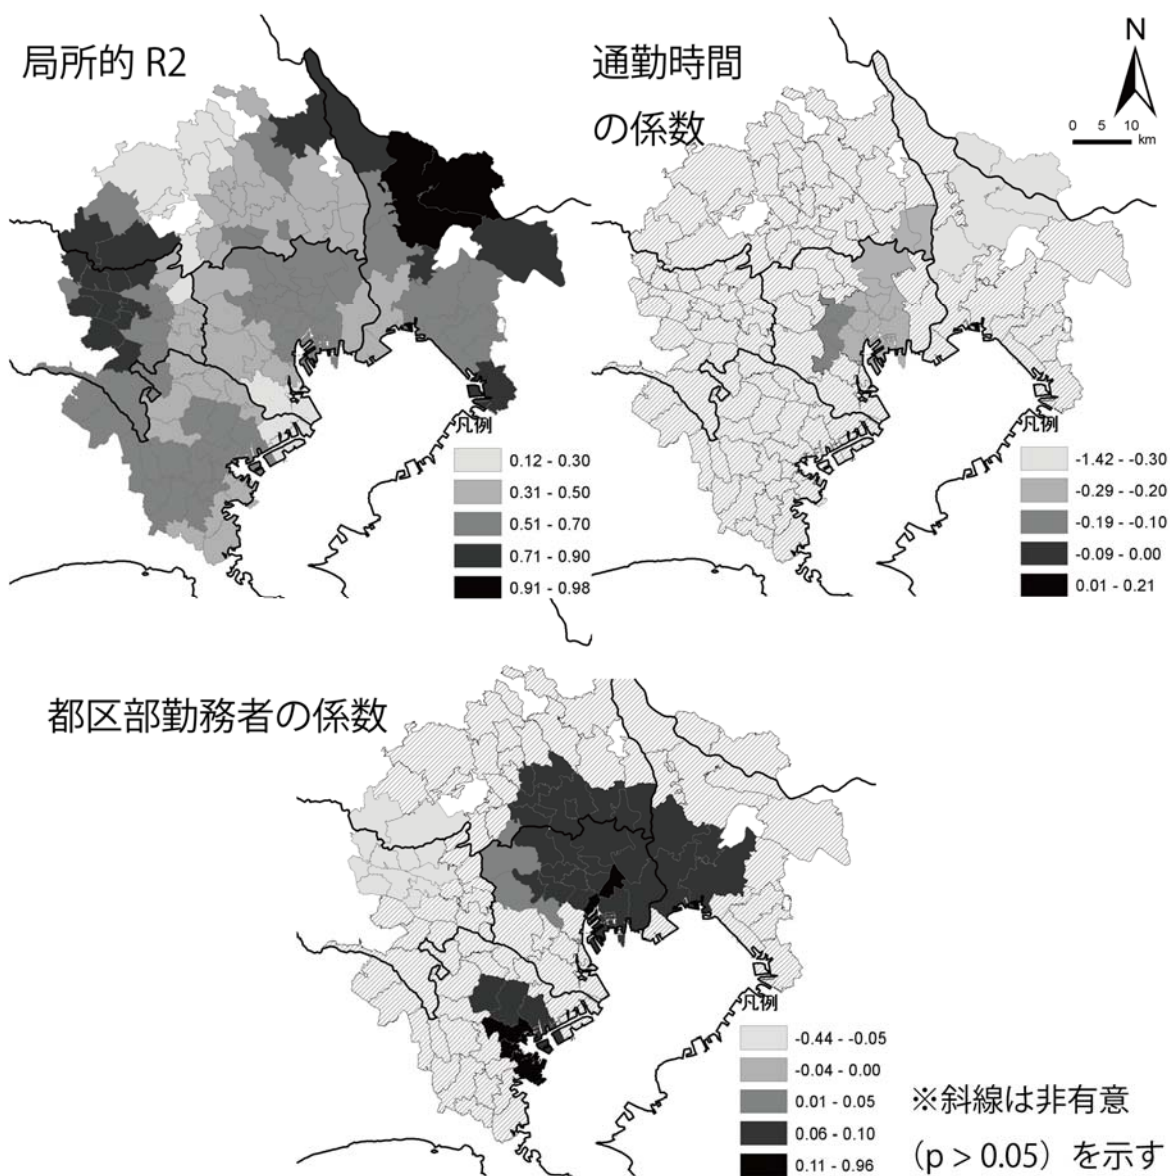 局所的 R2
通勤時間
の係数
N
0 5 10
km
凡例
0.12 - 0.30
0.31 - 0.50
0.51 - 0.70
0.71 - 0.90
0.91 - 0.98
凡例
-1.42 - -0.30
-0.29 - -0.20
-0.19 - -0.10
-0.09 - 0.00
0.01 - 0.21
都区部勤務者の係数
凡例
-0.44 - -0.05
-0.04 - 0.00
0.01 - 0.05
0.06 - 0.10
0.11 - 0.96
※斜線は非有意
（p > 0.05）を示す